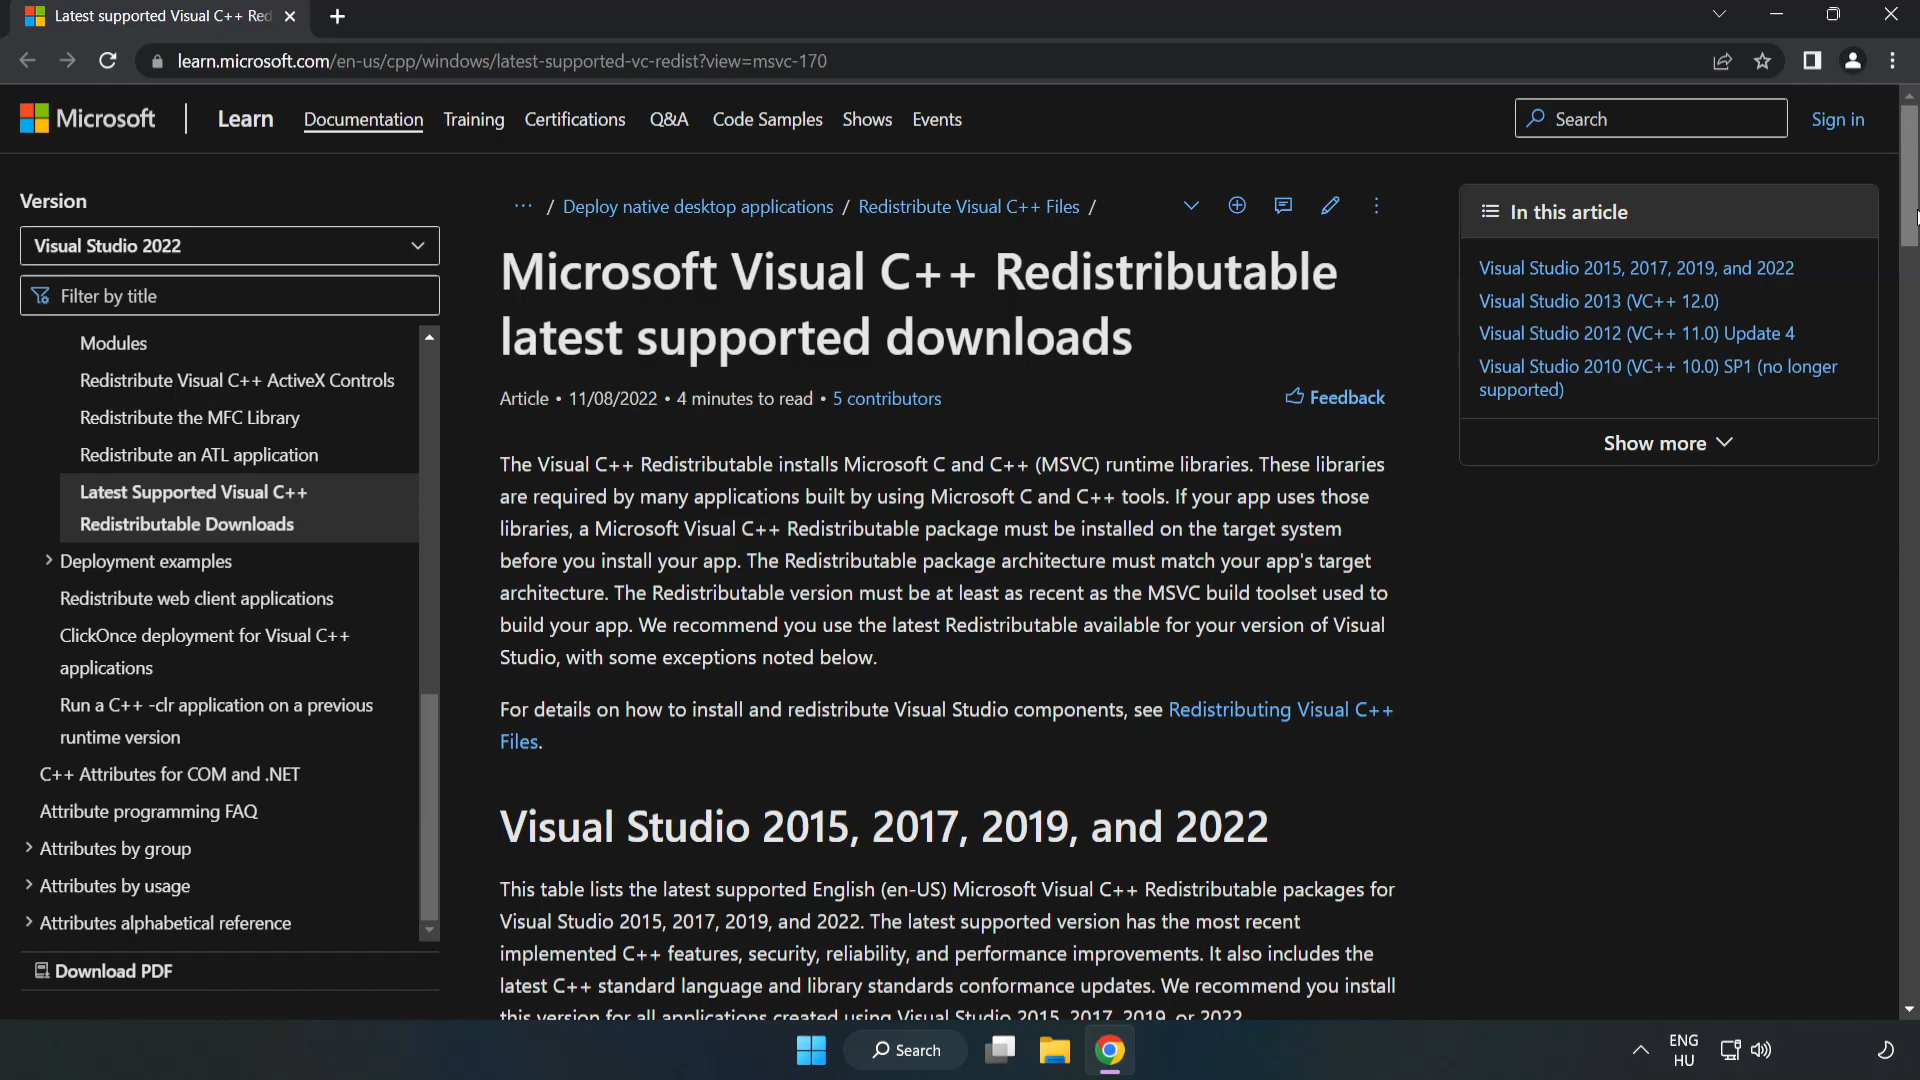 Latest supported Visual C++ Red
learn.microsoft.com/en-us/cpp/windows/latest-supported-vc-redist?view=msvc-170
Microsoft
Learn
Documentation
Training
Certifications
Q&A
Code Samples
Shows
Events
Search
Sign in
Version
Visual Studio 2022
Filter by title
Modules
Redistribute Visual C++ ActiveX Controls
Redistribute the MFC Library
Redistribute an ATL application
Latest Supported Visual C++
Redistributable Downloads
Deployment examples
Redistribute web client applications
ClickOnce deployment for Visual C++
applications
Run a C++ -clr application on a previous
runtime version
C++ Attributes for COM and .NET
Attribute programming FAQ
Attributes by group
Attributes by usage
Attributes alphabetical reference
Download PDF
··· / Deploy native desktop applications / Redistribute Visual C++ Files /
Microsoft Visual C++ Redistributable
latest supported downloads
Article • 11/08/2022 • 4 minutes to read • 5 contributors
Feedback
The Visual C++ Redistributable installs Microsoft C and C++ (MSVC) runtime libraries. These libraries
are required by many applications built by using Microsoft C and C++ tools. If your app uses those
libraries, a Microsoft Visual C++ Redistributable package must be installed on the target system
before you install your app. The Redistributable package architecture must match your app's target
architecture. The Redistributable version must be at least as recent as the MSVC build toolset used to
build your app. We recommend you use the latest Redistributable available for your version of Visual
Studio, with some exceptions noted below.
For details on how to install and redistribute Visual Studio components, see Redistributing Visual C++
Files.
Visual Studio 2015, 2017, 2019, and 2022
This table lists the latest supported English (en-US) Microsoft Visual C++ Redistributable packages for
Visual Studio 2015, 2017, 2019, and 2022. The latest supported version has the most recent
implemented C++ features, security, reliability, and performance improvements. It also includes the
latest C++ standard language and library standards conformance updates. We recommend you install
this version for all applications created using Visual Studio 2015, 2017, 2019, or 2022.
In this article
Visual Studio 2015, 2017, 2019, and 2022
Visual Studio 2013 (VC++ 12.0)
Visual Studio 2012 (VC++ 11.0) Update 4
Visual Studio 2010 (VC++ 10.0) SP1 (no longer
supported)
Show more
Search
ENG
HU